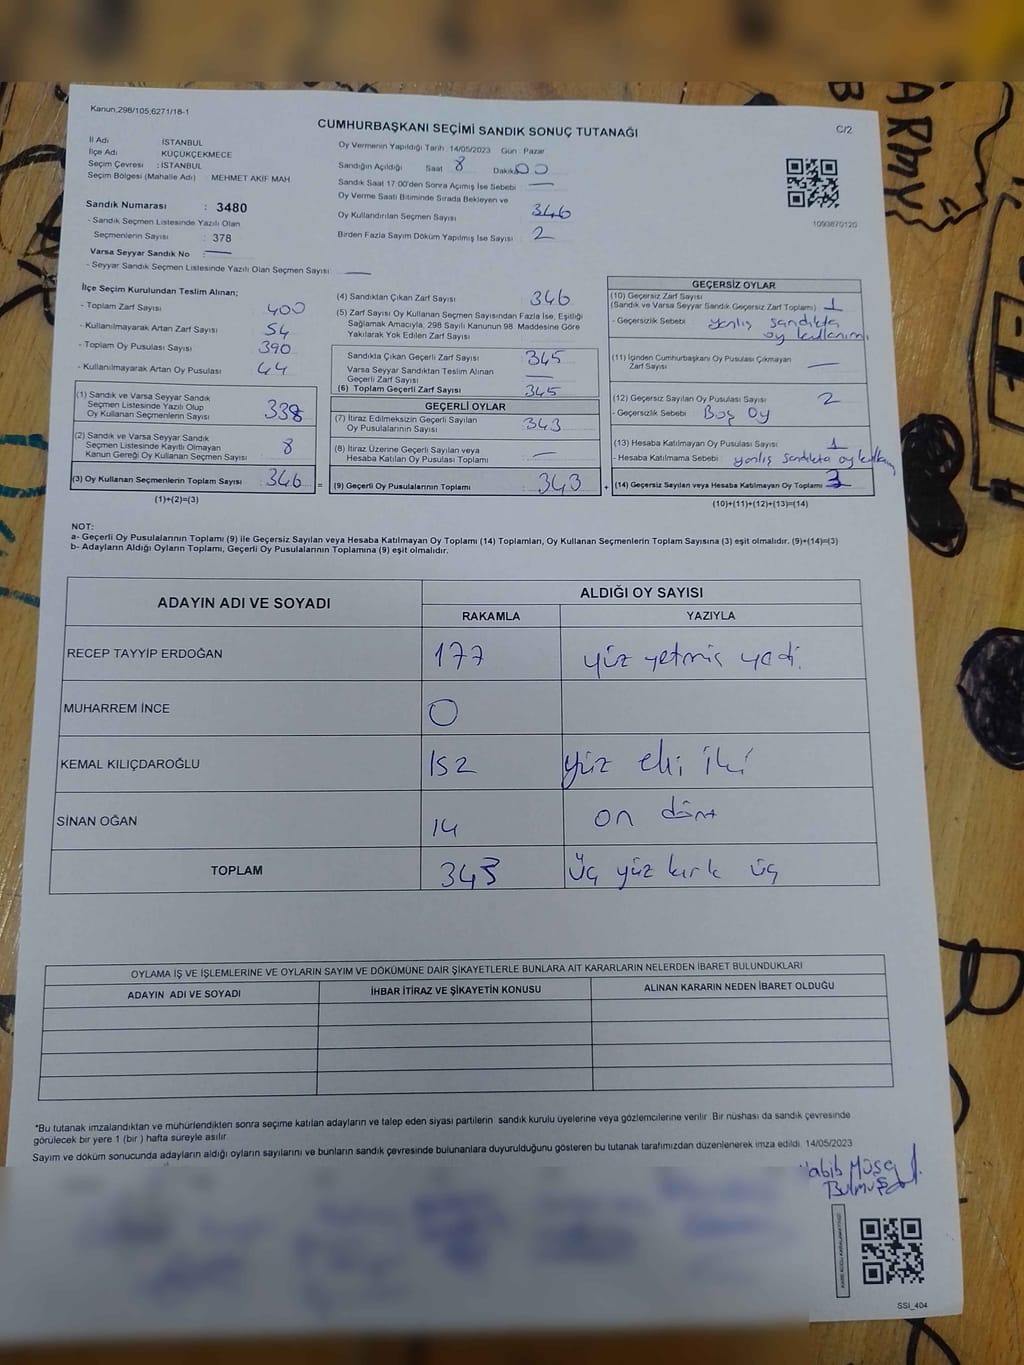 Kanun,298/105,6271/18-1
CUMHURBAŞKANI SEÇİMİ SANDIK SONUÇ TUTANAĞI
C/2
İl Adı İSTANBUL
İlçe Adı : KÜÇÜKÇEKMECE
Seçim Çevresi : İSTANBUL
Seçim Bölgesi (Mahalle Adı) MEHMET AKİF MAH
Oy Vermenin Yapıldığı Tarih :14/05/2023 Gün : Pazar
Sandığın Açıldığı Saat 8 Dakika 00
Sandık Saat 17.00'den Sonra Açılmış İse Sebebi —
Oy Verme Saati Bitiminde Sırada Bekleyen ve
Oy Kullandırılan Seçmen Sayısı 346
Birden Fazla Sayım Döküm Yapılmış İse Sayısı : 2
1093870120
Sandık Numarası : 3480
- Sandık Seçmen Listesinde Yazılı Olan
Seçmenlerin Sayısı : 378
Varsa Seyyar Sandık No : —
- Seyyar Sandık Seçmen Listesinde Yazılı Olan Seçmen Sayısı: —
İlçe Seçim Kurulundan Teslim Alınan;
- Toplam Zarf Sayısı 400
- Kullanılmayarak Artan Zarf Sayısı 54
- Toplam Oy Pusulası Sayısı 390
- Kullanılmayarak Artan Oy Pusulası 44
(1) Sandık ve Varsa Seyyar Sandık
Seçmen Listesinde Yazılı Olup
Oy Kullanan Seçmenlerin Sayısı : 338
(2) Sandık ve Varsa Seyyar Sandık
Seçmen Listesinde Kayıtlı Olmayan
Kanun Gereği Oy Kullanan Seçmen Sayısı : 8
(3) Oy Kullanan Seçmenlerin Toplam Sayısı : 346 =
(1)+(2)=(3)
(4) Sandıktan Çıkan Zarf Sayısı : 346
(5) Zarf Sayısı Oy Kullanan Seçmen Sayısından Fazla İse, Eşitliği
Sağlamak Amacıyla, 298 Sayılı Kanunun 98. Maddesine Göre
Yakılarak Yok Edilen Zarf Sayısı
Sandıkta Çıkan Geçerli Zarf Sayısı 345
Varsa Seyyar Sandıktan Teslim Alınan
Geçerli Zarf Sayısı —
(6) Toplam Geçerli Zarf Sayısı 345
GEÇERLİ OYLAR
(7) İtiraz Edilmeksizin Geçerli Sayılan
Oy Pusulalarının Sayısı : 343
(8) İtiraz Üzerine Geçerli Sayılan veya
Hesaba Katılan Oy Pusulası Toplamı : —
(9) Geçerli Oy Pusulalarının Toplamı : 343 +
GEÇERSİZ OYLAR
(10) Geçersiz Zarf Sayısı
(Sandık ve Varsa Seyyar Sandık Geçersiz Zarf Toplamı) 1
- Geçersizlik Sebebi : yanlış sandıkta
oy kullanımı
(11) İçinden Cumhurbaşkanı Oy Pusulası Çıkmayan
Zarf Sayısı —
(12) Geçersiz Sayılan Oy Pusulası Sayısı 2
- Geçersizlik Sebebi : Boş Oy
(13) Hesaba Katılmayan Oy Pusulası Sayısı 1
- Hesaba Katılmama Sebebi : yanlış sandıkta oy kullanımı
(14) Geçersiz Sayılan veya Hesaba Katılmayan Oy Toplamı 3
(10)+(11)+(12)+(13)=(14)
NOT:
a- Geçerli Oy Pusulalarının Toplamı (9) ile Geçersiz Sayılan veya Hesaba Katılmayan Oy Toplamı (14) Toplamları, Oy Kullanan Seçmenlerin Toplam Sayısına (3) eşit olmalıdır. (9)+(14)=(3)
b- Adayların Aldığı Oyların Toplamı, Geçerli Oy Pusulalarının Toplamına (9) eşit olmalıdır.
ADAYIN ADI VE SOYADI
ALDIĞI OY SAYISI
RAKAMLA YAZIYLA
RECEP TAYYİP ERDOĞAN 177 yüz yetmiş yedi
MUHARREM İNCE 0
KEMAL KILIÇDAROĞLU 152 yüz elli iki
SİNAN OĞAN 14 on dört
TOPLAM 343 üç yüz kırk üç
OYLAMA İŞ VE İŞLEMLERİNE VE OYLARIN SAYIM VE DÖKÜMÜNE DAİR ŞİKAYETLERLE BUNLARA AİT KARARLARIN NELERDEN İBARET BULUNDUKLARI
ADAYIN ADI VE SOYADI İHBAR İTİRAZ VE ŞİKAYETİN KONUSU ALINAN KARARIN NEDEN İBARET OLDUĞU
*Bu tutanak imzalandıktan ve mühürlendikten sonra seçime katılan adayların ve talep eden siyasi partilerin sandık kurulu üyelerine veya gözlemcilerine verilir. Bir nüshası da sandık çevresinde
görülecek bir yere 1 (bir ) hafta süreyle asılır.
Sayım ve döküm sonucunda adayların aldığı oyların sayılarını ve bunların sandık çevresinde bulunanlara duyurulduğunu gösteren bu tutanak tarafımızdan düzenlenerek imza edildi. 14/05/2023
SSI_404
ARMY
B